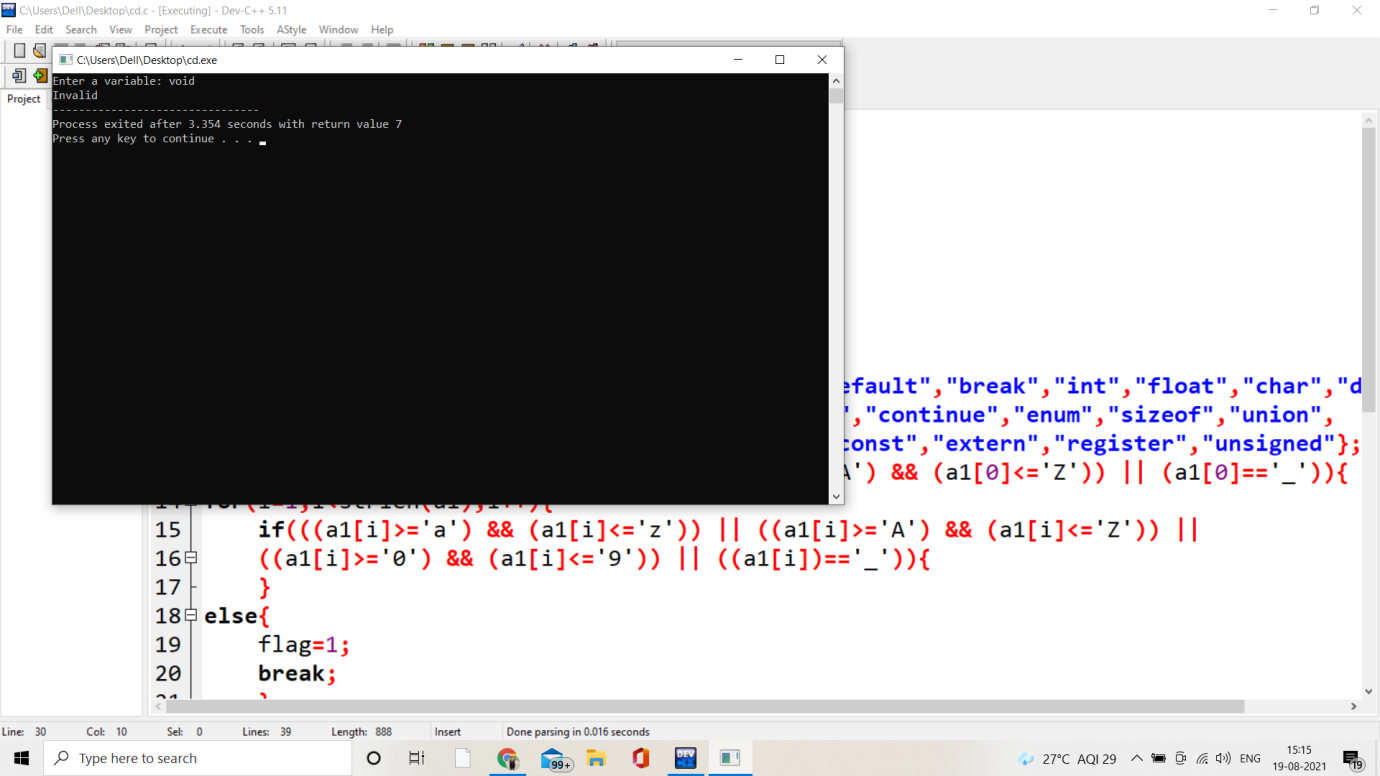 C:\Users\Dell\Desktop\cd.c - [Executing] - Dev-C++ 5.11
File Edit Search View Project Execute Tools AStyle Window Help
C:\Users\Dell\Desktop\cd.exe
Project
Enter a variable: void
Invalid
--------------------------------
Process exited after 3.354 seconds with return value 7
Press any key to continue . . .
efault","break","int","float","char","d
","continue","enum","sizeof","union",
const","extern","register","unsigned"};
A') && (a1[0]<='Z')) || (a1[0]=='_')){
15 if(((a1[i]>='a') && (a1[i]<='z')) || ((a1[i]>='A') && (a1[i]<='Z')) ||
16 ((a1[i]>='0') && (a1[i]<='9')) || ((a1[i])=='_')){
17 }
18 else{
19 flag=1;
20 break;
Line: 30 Col: 10 Sel: 0 Lines: 39 Length: 888 Insert Done parsing in 0.016 seconds
Type here to search
99+
DEV
27°C AQI 29
ENG
15:15
19-08-2021
19